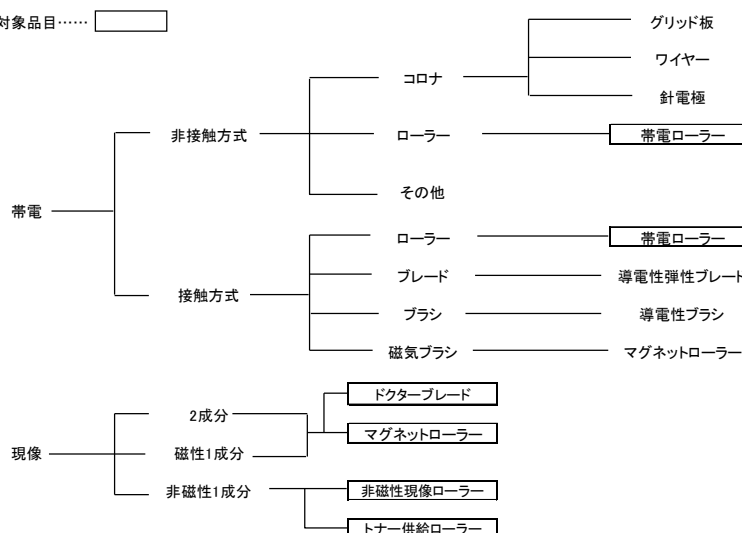 対象品目……
グリッド板
コロナ
ワイヤー
針電極
非接触方式
ローラー
帯電ローラー
その他
帯電
ローラー
帯電ローラー
ブレード
導電性弾性ブレード
接触方式
ブラシ
導電性ブラシ
磁気ブラシ
マグネットローラー
ドクターブレード
2成分
マグネットローラー
現像
磁性1成分
非磁性1成分
非磁性現像ローラー
トナー供給ローラー